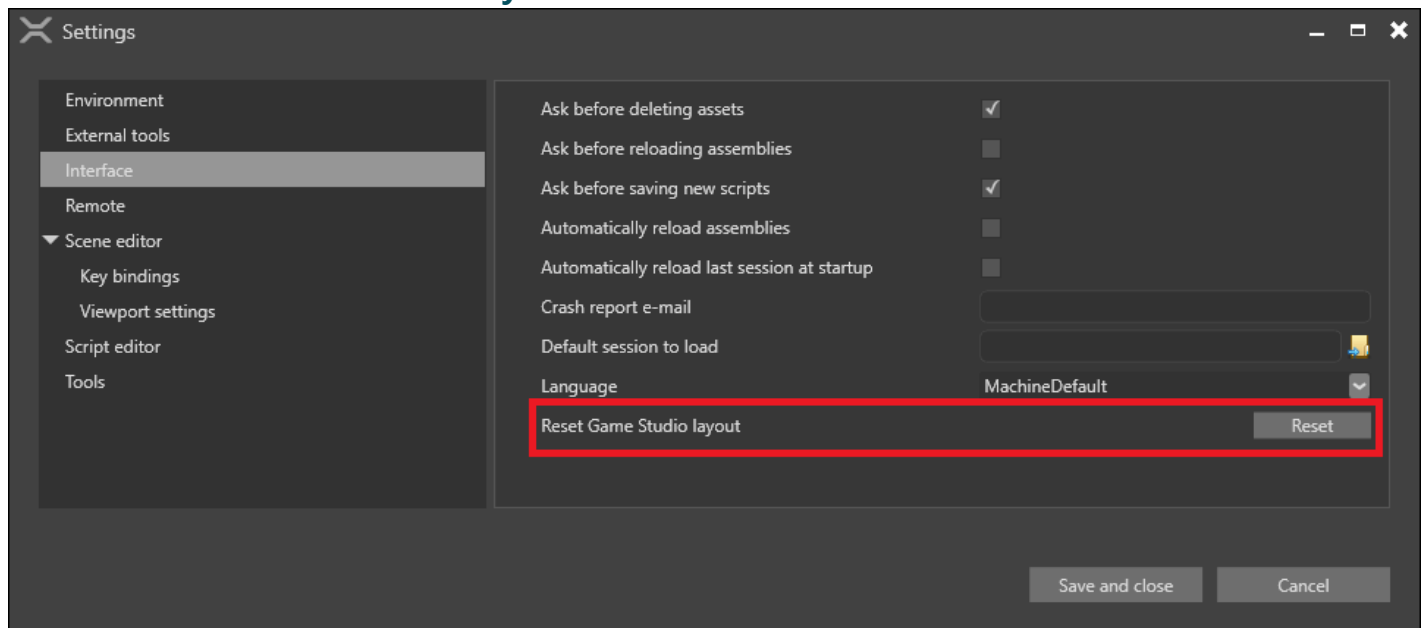 Settings
Environment
External tools
Interface
Remote
Scene editor
Key bindings
Viewport settings
Script editor
Tools
Ask before deleting assets
Ask before reloading assemblies
Ask before saving new scripts
Automatically reload assemblies
Automatically reload last session at startup
Crash report e-mail
Default session to load
Language MachineDefault
Reset Game Studio layout Reset
Save and close Cancel